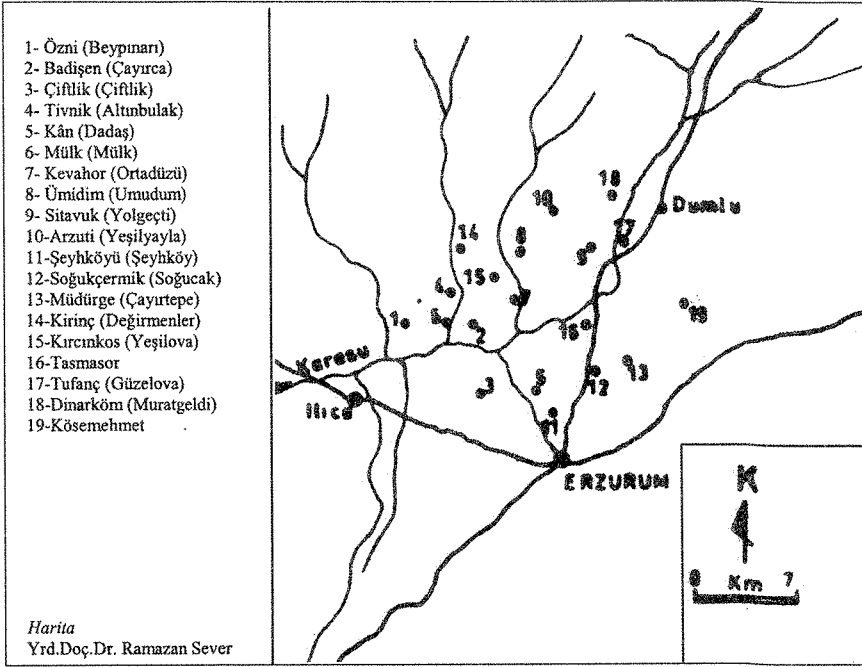 1- Özni (Beypınarı)
2- Badişen (Çayırca)
3- Çiftlik (Çiftlik)
4- Tivnik (Altınbulak)
5- Kân (Dadaş)
6- Mülk (Mülk)
7- Kevahor (Ortadüzü)
8- Ümidim (Umudum)
9- Sitavuk (Yolgeçti)
10-Arzuti (Yeşilyayla)
11-Şeyhköyü (Şeyhköy)
12-Soğukçermik (Soğucak)
13-Müdürge (Çayırtepe)
14-Kirinç (Değirmenler)
15-Kırcınkos (Yeşilova)
16-Tasmasor
17-Tufanç (Güzelova)
18-Dinarköm (Muratgeldi)
19-Kösemehmet
Harita
Yrd.Doç.Dr. Ramazan Sever
18
10
Dumlu
17
14
8
9
15
4
7
19
1
5
2
16
Karasu
13
6
12
3
Ilıca
11
ERZURUM
K
0 Km 7